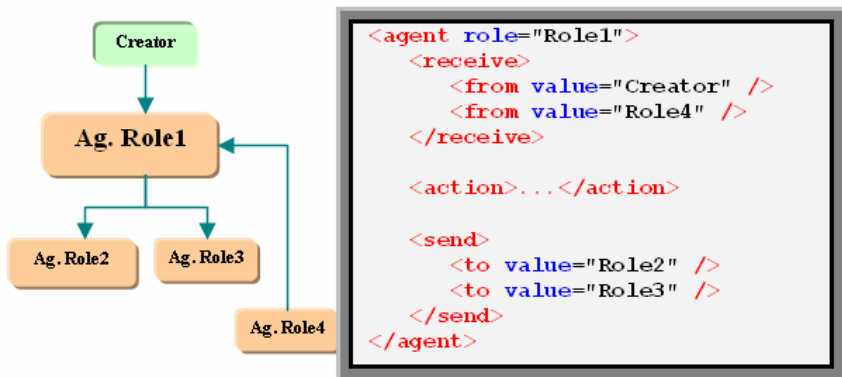 Creator
Ag. Role1
Ag. Role2
Ag. Role3
Ag. Role4
<agent role="Role1">
<receive>
<from value="Creator" />
<from value="Role4" />
</receive>
<action>...</action>
<send>
<to value="Role2" />
<to value="Role3" />
</send>
</agent>